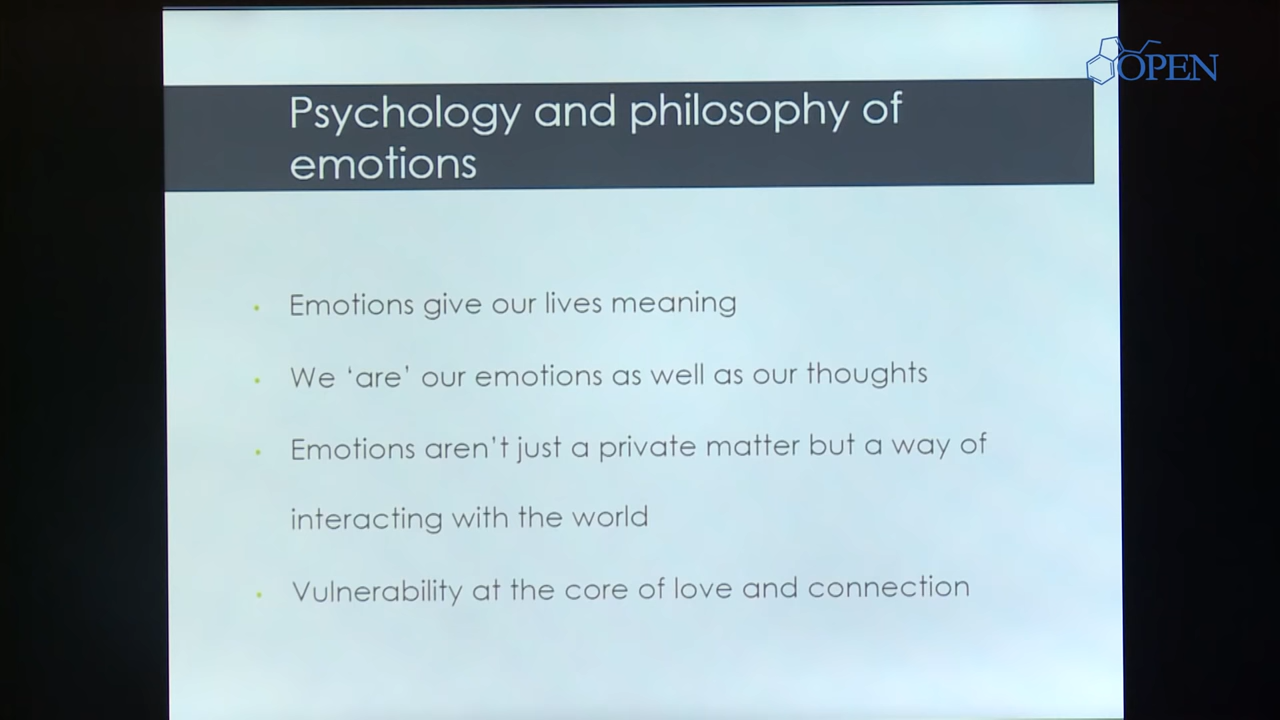 OPEN
Psychology and philosophy of
emotions
Emotions give our lives meaning
We ‘are’ our emotions as well as our thoughts
Emotions aren’t just a private matter but a way of
interacting with the world
Vulnerability at the core of love and connection